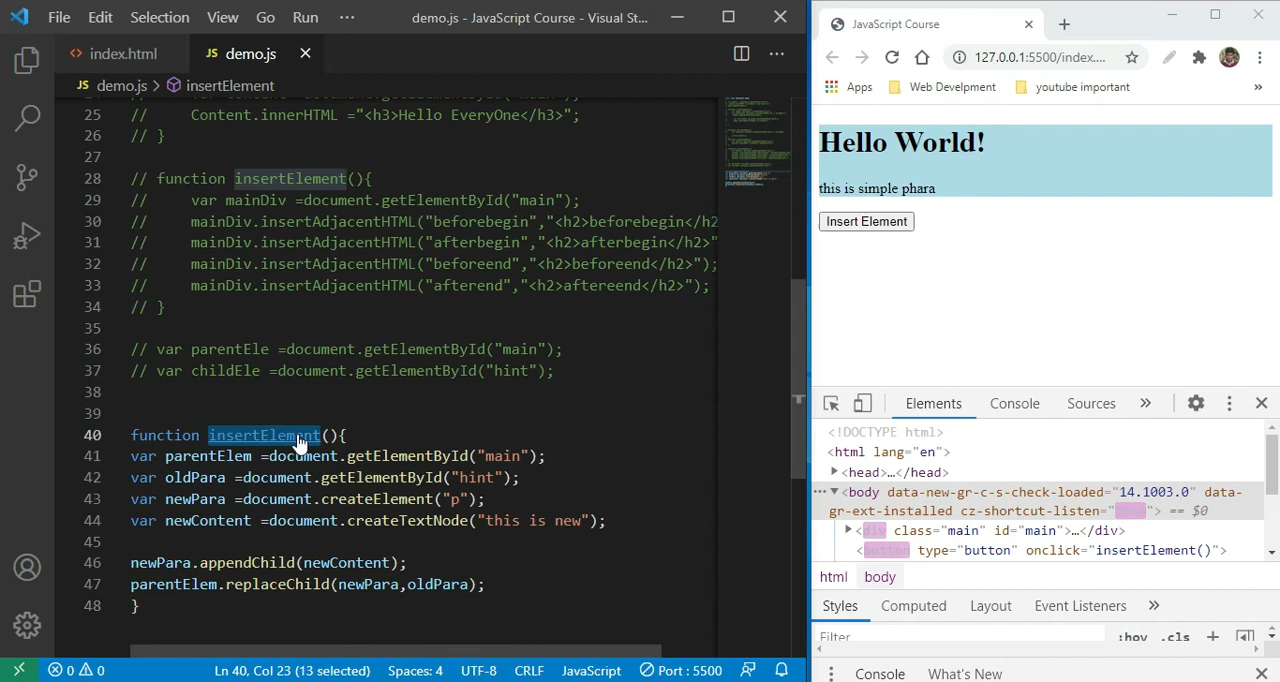 File Edit Selection View Go Run ··· demo.js - JavaScript Course - Visual St...
index.html
JS demo.js
JS demo.js > insertElement
25 // Content.innerHTML ="<h3>Hello EveryOne</h3>";
26 // }
27
28 // function insertElement(){
29 // var mainDiv =document.getElementById("main");
30 // mainDiv.insertAdjacentHTML("beforebegin","<h2>beforebegin</h2
31 // mainDiv.insertAdjacentHTML("afterbegin","<h2>afterbegin</h2>"
32 // mainDiv.insertAdjacentHTML("beforeend","<h2>beforeend</h2>");
33 // mainDiv.insertAdjacentHTML("afterend","<h2>aftereend</h2>");
34 // }
35
36 // var parentEle =document.getElementById("main");
37 // var childEle =document.getElementById("hint");
38
39
40 function insertElement(){
41 var parentElem =document.getElementById("main");
42 var oldPara =document.getElementById("hint");
43 var newPara =document.createElement("p");
44 var newContent =document.createTextNode("this is new");
45
46 newPara.appendChild(newContent);
47 parentElem.replaceChild(newPara,oldPara);
48 }
0 0 Ln 40, Col 23 (13 selected) Spaces: 4 UTF-8 CRLF JavaScript Port : 5500
JavaScript Course
127.0.0.1:5500/index....
Apps Web Develpment youtube important »
Hello World!
this is simple phara
Insert Element
Elements Console Sources »
<!DOCTYPE html>
<html lang="en">
<head>…</head>
<body data-new-gr-c-s-check-loaded="14.1003.0" data-
gr-ext-installed cz-shortcut-listen="true"> == $0
<div class="main" id="main">…</div>
<button type="button" onclick="insertElement()">
html body
Styles Computed Layout Event Listeners »
Filter :hov .cls +
Console What's New